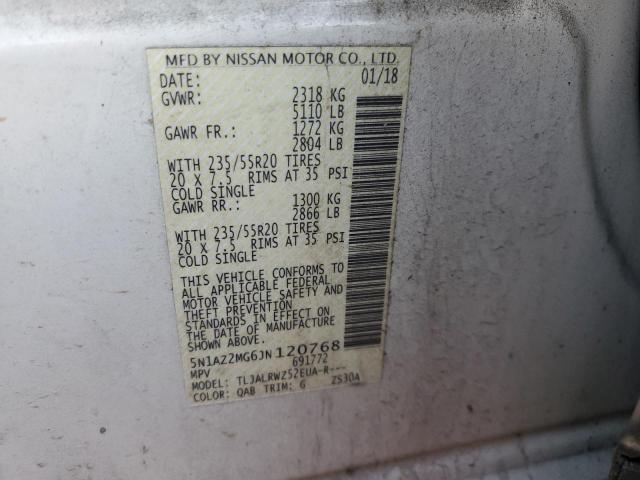 MFD BY NISSAN MOTOR CO., LTD.
DATE: 01/18
GVWR: 2318 KG
5110 LB
GAWR FR.: 1272 KG
2804 LB
WITH 235/55R20 TIRES
20 X 7.5 RIMS AT 35 PSI
COLD SINGLE
GAWR RR.: 1300 KG
2866 LB
WITH 235/55R20 TIRES
20 X 7.5 RIMS AT 35 PSI
COLD SINGLE
THIS VEHICLE CONFORMS TO
ALL APPLICABLE FEDERAL
MOTOR VEHICLE SAFETY AND
THEFT PREVENTION
STANDARDS IN EFFECT ON
THE DATE OF MANUFACTURE
SHOWN ABOVE.
5N1AZ2MG6JN120768
MPV 691772
MODEL: TLJALRWZ52EUA-R---
COLOR: QAB TRIM: G ZS30A